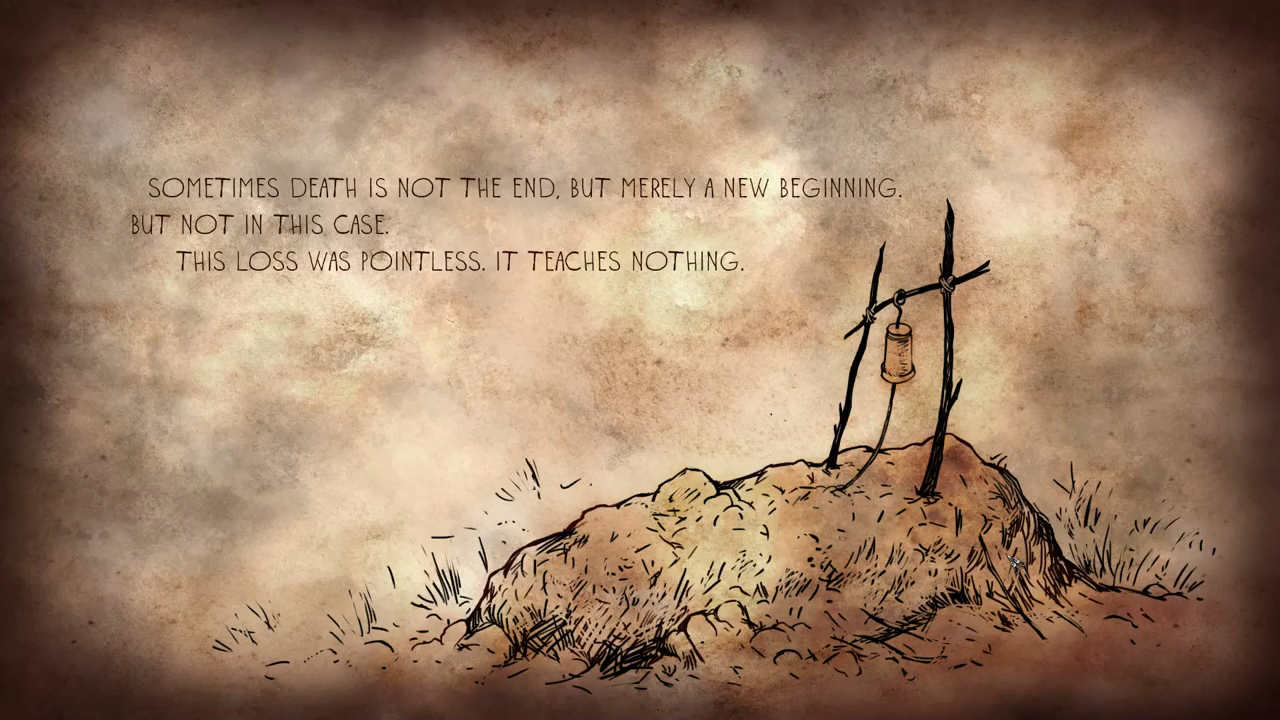 SOMETIMES DEATH IS NOT THE END, BUT MERELY A NEW BEGINNING.
BUT NOT IN THIS CASE.
THIS LOSS WAS POINTLESS. IT TEACHES NOTHING.